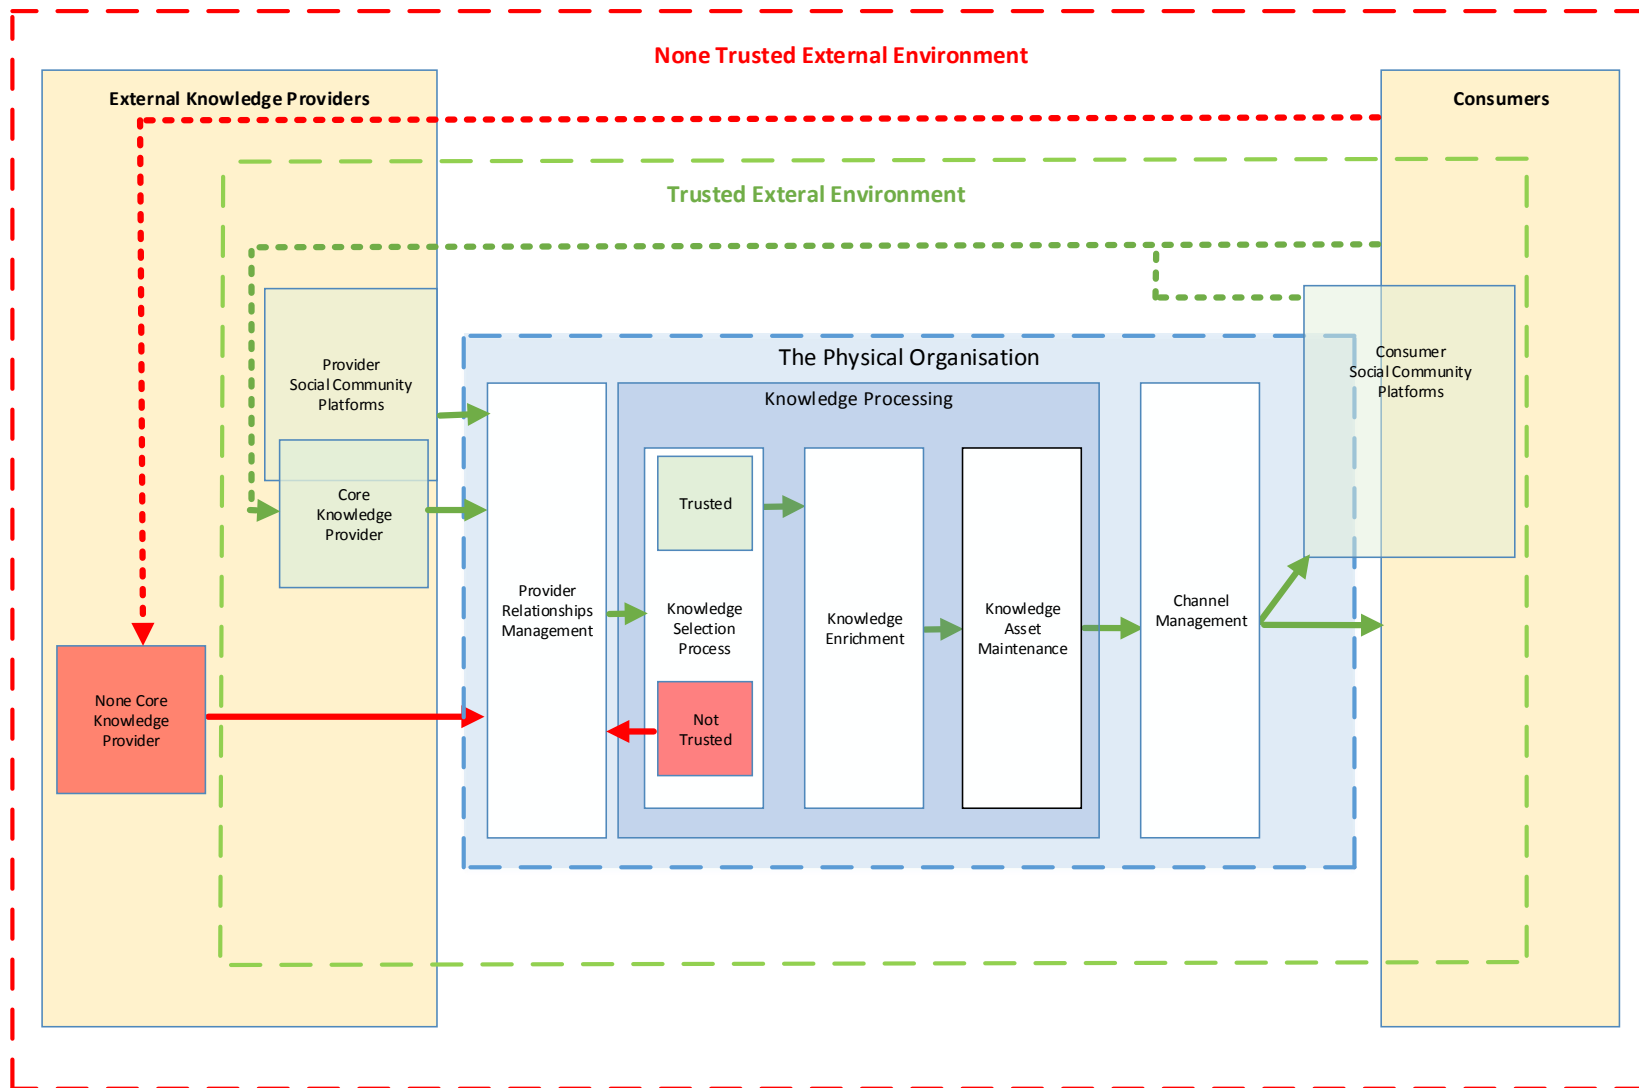 None Trusted External Environment
External Knowledge Providers
Consumers
Trusted Exteral Environment
Provider
Social Community
Platforms
Core
Knowledge
Provider
None Core
Knowledge
Provider
The Physical Organisation
Knowledge Processing
Provider
Relationships
Management
Trusted
Knowledge
Selection
Process
Not
Trusted
Knowledge
Enrichment
Knowledge
Asset
Maintenance
Channel
Management
Consumer
Social Community
Platforms